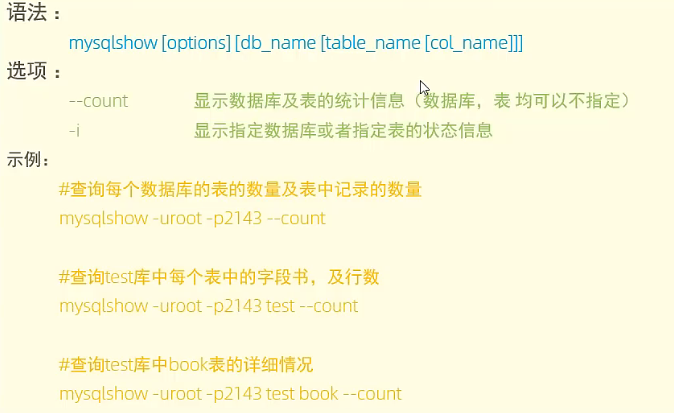 语法：
mysqlshow [options] [db_name [table_name [col_name]]]
选项：
--count 显示数据库及表的统计信息（数据库，表 均可以不指定）
-i 显示指定数据库或者指定表的状态信息
示例：
#查询每个数据库的表的数量及表中记录的数量
mysqlshow -uroot -p2143 --count
#查询test库中每个表中的字段书，及行数
mysqlshow -uroot -p2143 test --count
#查询test库中book表的详细情况
mysqlshow -uroot -p2143 test book --count